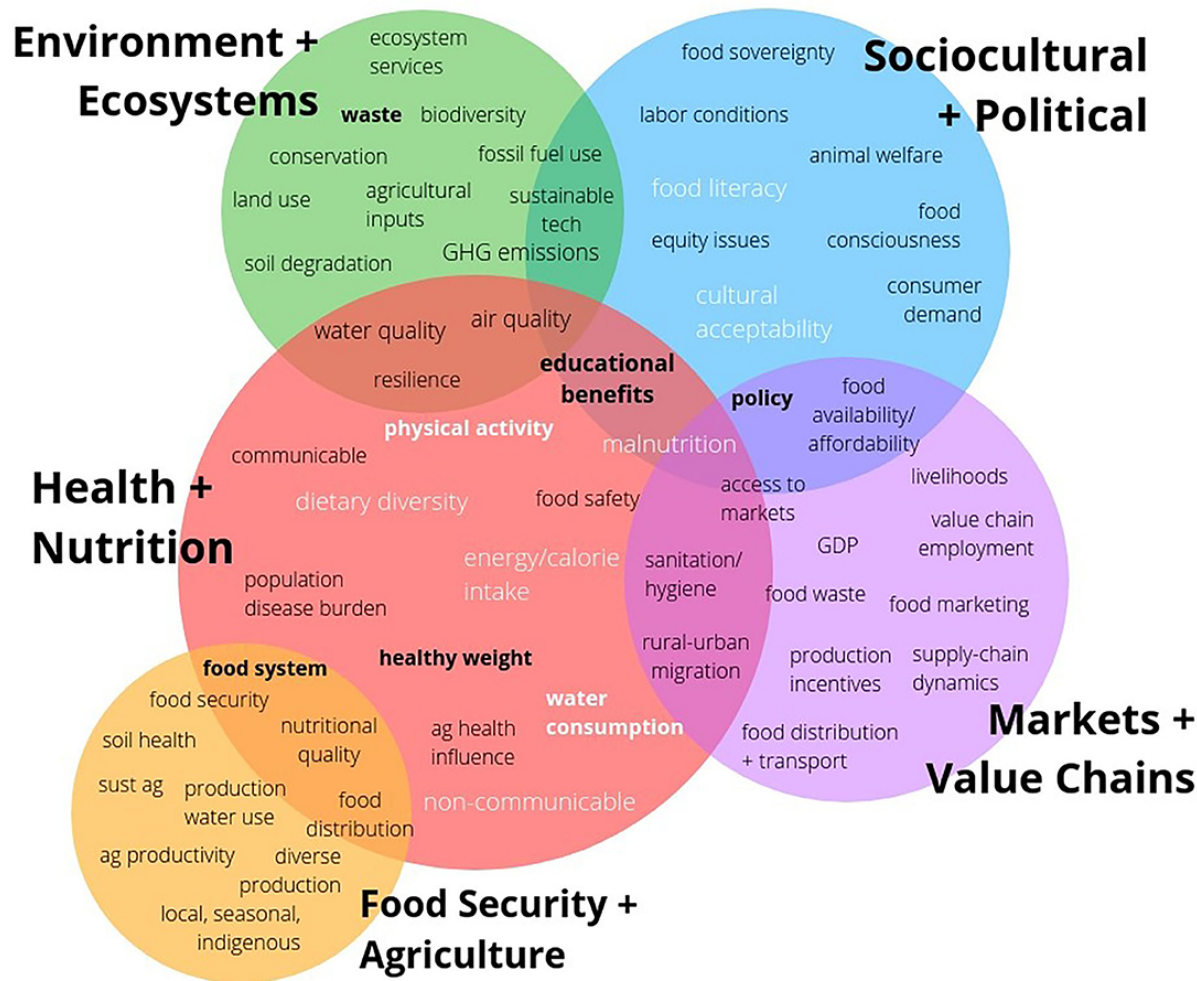 Environment +
Ecosystems
ecosystem
services
waste
biodiversity
conservation
fossil fuel use
land use
agricultural
inputs
sustainable
tech
soil degradation
GHG emissions
Sociocultural
+ Political
food sovereignty
labor conditions
animal welfare
food literacy
food
consciousness
equity issues
consumer
demand
cultural
acceptability
water quality
air quality
resilience
educational
benefits
policy
food
availability/
affordability
Health +
Nutrition
physical activity
malnutrition
communicable
dietary diversity
food safety
energy/calorie
intake
population
disease burden
healthy weight
water
consumption
ag health
influence
non-communicable
access to
markets
sanitation/
hygiene
rural-urban
migration
livelihoods
value chain
employment
GDP
food waste
food marketing
production
incentives
supply-chain
dynamics
food distribution
+ transport
Markets +
Value Chains
food system
food security
nutritional
quality
soil health
sust ag
production
water use
food
distribution
ag productivity
diverse
production
local, seasonal,
indigenous
Food Security +
Agriculture